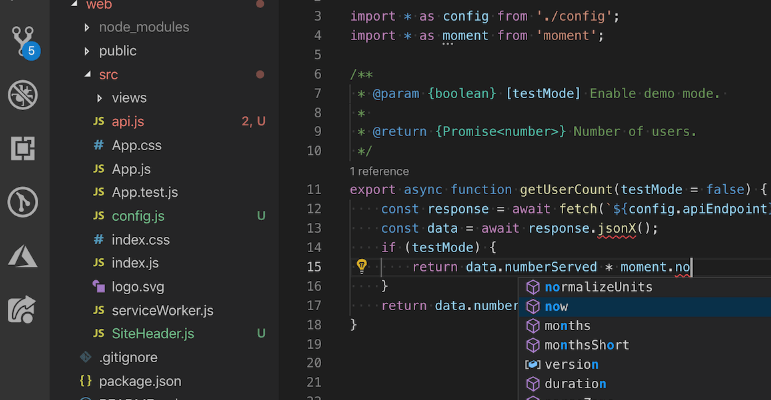 web
node_modules
public
src
views
JS api.js 2, U
# App.css
JS App.js
JS App.test.js
JS config.js U
# index.css
JS index.js
logo.svg
JS serviceWorker.js
JS SiteHeader.js U
.gitignore
{} package.json
5
3 import * as config from './config';
4 import * as moment from 'moment';
5
6 /**
7 * @param {boolean} [testMode] Enable demo mode.
8 *
9 * @return {Promise<number>} Number of users.
10 */
1 reference
11 export async function getUserCount(testMode = false) {
12 const response = await fetch(`${config.apiEndpoint}
13 const data = await response.jsonX();
14 if (testMode) {
15 return data.numberServed * moment.no
16 }
17 return data.number
18 }
19
20
21
22
normalizeUnits
now
months
monthsShort
version
duration